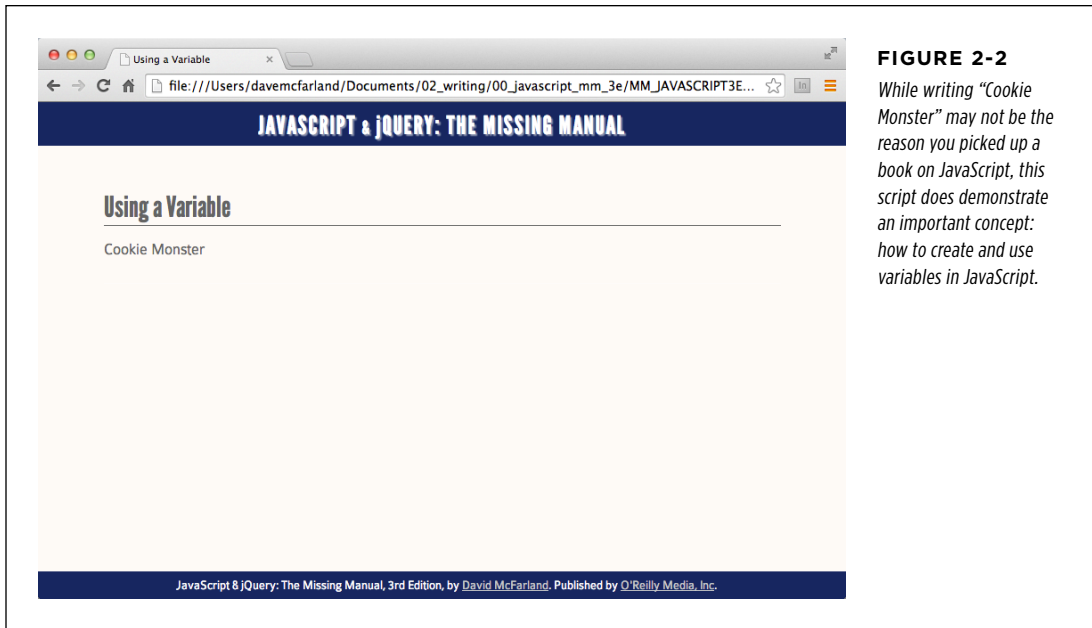 Using a Variable
file:///Users/davemcfarland/Documents/02_writing/00_javascript_mm_3e/MM_JAVASCRIPT3E...
JAVASCRIPT & jQUERY: THE MISSING MANUAL
Using a Variable
Cookie Monster
JavaScript & jQuery: The Missing Manual, 3rd Edition, by David McFarland. Published by O'Reilly Media, Inc.
FIGURE 2-2
While writing “Cookie
Monster” may not be the
reason you picked up a
book on JavaScript, this
script does demonstrate
an important concept:
how to create and use
variables in JavaScript.